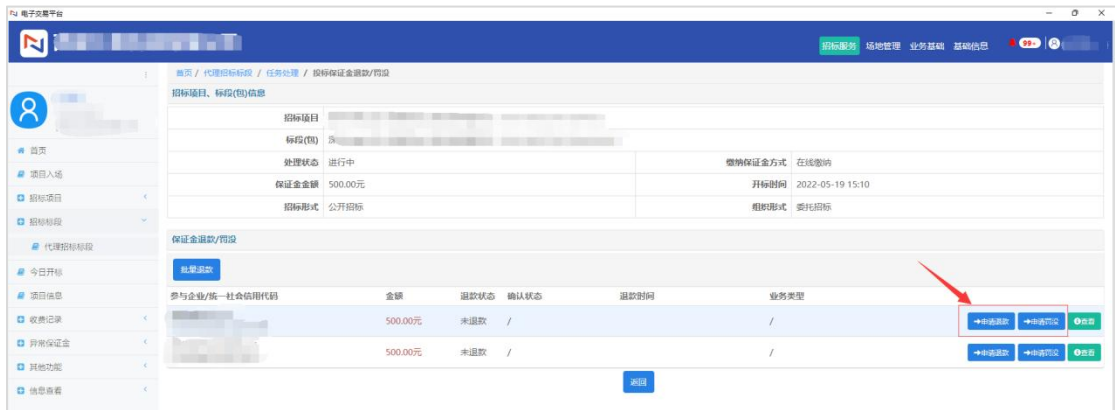 电子交易平台
招标服务 场地管理 业务基础 基础信息 99+
首页 / 代理招标标段 / 任务处理 / 投标保证金退款/罚没
招标项目、标段(包)信息
招标项目
标段(包)
处理状态 进行中 缴纳保证金方式 在线缴纳
保证金金额 500.00元 开标时间 2022-05-19 15:10
招标形式 公开招标 组织形式 委托招标
首页
项目入场
招标项目
招标标段
代理招标标段
今日开标
项目信息
收费记录
异常保证金
其他功能
信息查看
保证金退款/罚没
批量退款
参与企业/统一社会信用代码 金额 退款状态 确认状态 退款时间 业务类型
500.00元 未退款 / / 申请退款 申请罚没 查看
500.00元 未退款 / / 申请退款 申请罚没 查看
返回